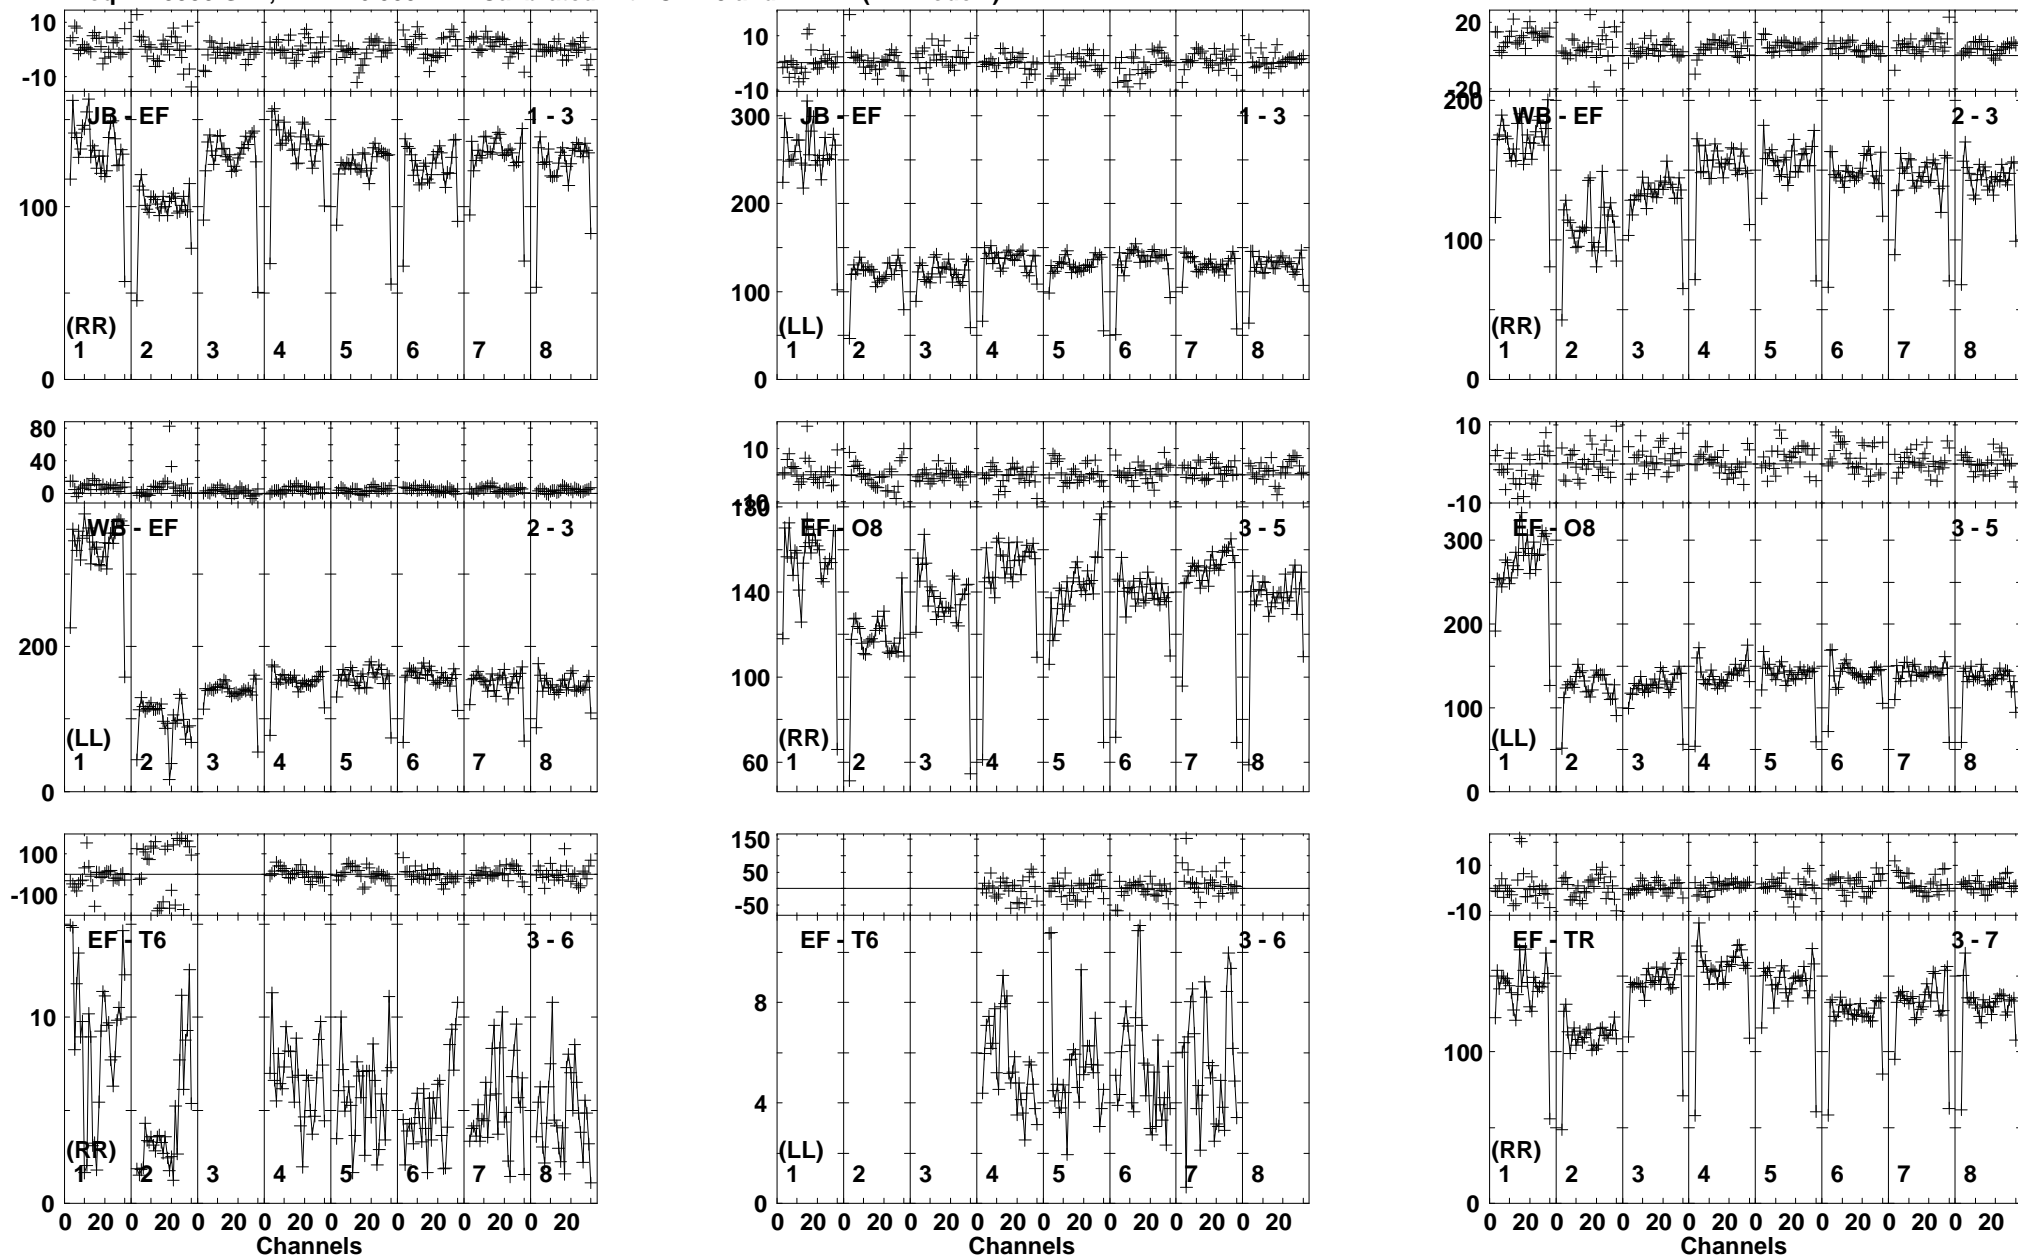 10 -10 JB - EF 1 - 3 100 (RR) 0 1 2 3 4 5 6 7 8
10 -10 JB - EF 1 - 3 300 200 100 (LL) 0 1 2 3 4 5 6 7 8
20 -20 WB - EF 2 - 3 200 100 (RR) 0 1 2 3 4 5 6 7 8
80 40 0 WB - EF 2 - 3 200 (LL) 0 1 2 3 4 5 6 7 8
10 -10 EF - O8 3 - 5 180 140 100 60 (RR) 1 2 3 4 5 6 7 8
10 -10 EF - O8 3 - 5 300 200 100 (LL) 0 1 2 3 4 5 6 7 8
100 -100 EF - T6 3 - 6 10 (RR) 0 1 2 3 4 5 6 7 8
150 50 -50 EF - T6 3 - 6 8 4 (LL) 0 1 2 3 4 5 6 7 8
10 -10 EF - TR 3 - 7 100 (RR) 0 1 2 3 4 5 6 7 8
0 20 0 20 0 20 0 20 0 20 0 20 0 20 0 20
Channels
0 20 0 20 0 20 0 20 0 20 0 20 0 20 0 20
Channels
0 20 0 20 0 20 0 20 0 20 0 20 0 20 0 20
Channels